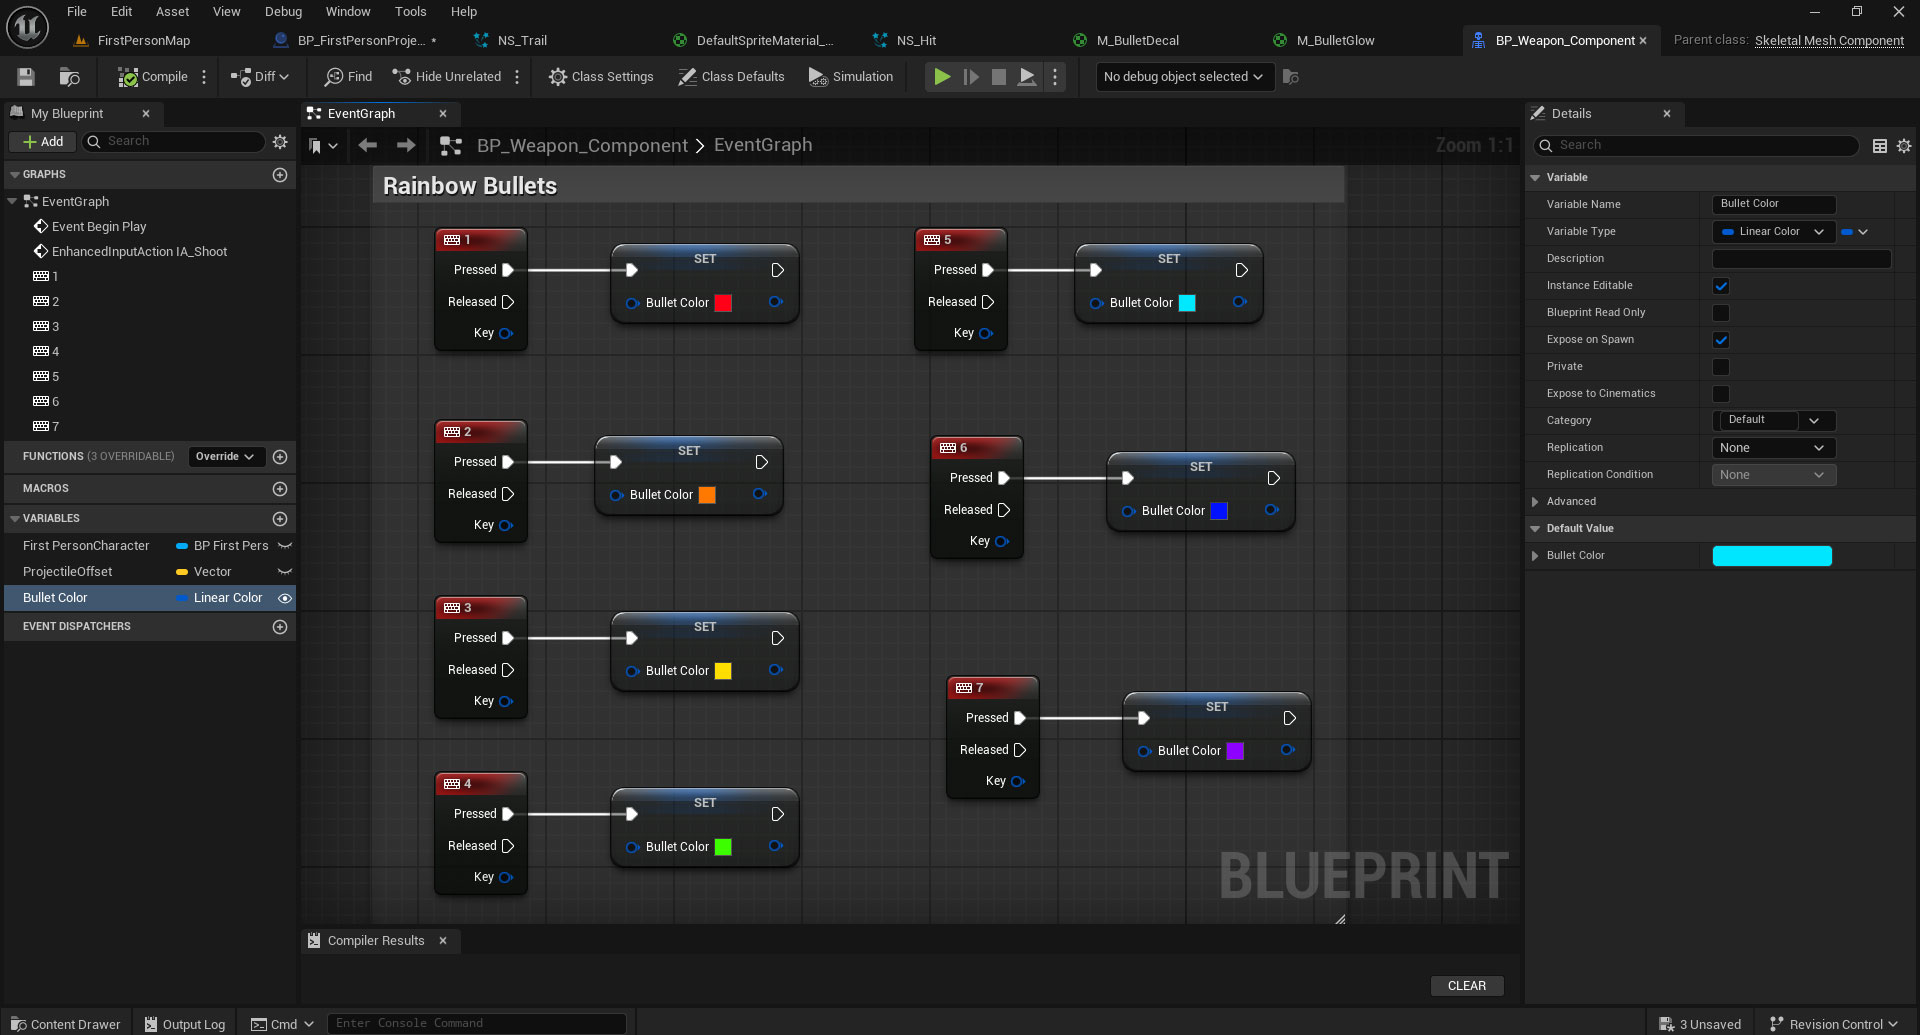 File Edit Asset View Debug Window Tools Help
FirstPersonMap BP_FirstPersonProje... * NS_Trail DefaultSpriteMaterial_... NS_Hit M_BulletDecal M_BulletGlow BP_Weapon_Component Parent class: Skeletal Mesh Component
Compile Diff Find Hide Unrelated Class Settings Class Defaults Simulation No debug object selected
My Blueprint
Add Search
GRAPHS
EventGraph
Event Begin Play
EnhancedInputAction IA_Shoot
1
2
3
4
5
6
7
FUNCTIONS (3 OVERRIDABLE) Override
MACROS
VARIABLES
First PersonCharacter BP First Pers
ProjectileOffset Vector
Bullet Color Linear Color
EVENT DISPATCHERS
EventGraph
BP_Weapon_Component > EventGraph Zoom 1:1
Rainbow Bullets
1
Pressed
Released
Key
SET
Bullet Color
5
Pressed
Released
Key
SET
Bullet Color
2
Pressed
Released
Key
SET
Bullet Color
6
Pressed
Released
Key
SET
Bullet Color
3
Pressed
Released
Key
SET
Bullet Color
7
Pressed
Released
Key
SET
Bullet Color
4
Pressed
Released
Key
SET
Bullet Color
BLUEPRINT
Compiler Results
CLEAR
Details
Search
Variable
Variable Name Bullet Color
Variable Type Linear Color
Description
Instance Editable
Blueprint Read Only
Expose on Spawn
Private
Expose to Cinematics
Category Default
Replication None
Replication Condition None
Advanced
Default Value
Bullet Color
Content Drawer Output Log Cmd Enter Console Command 3 Unsaved Revision Control